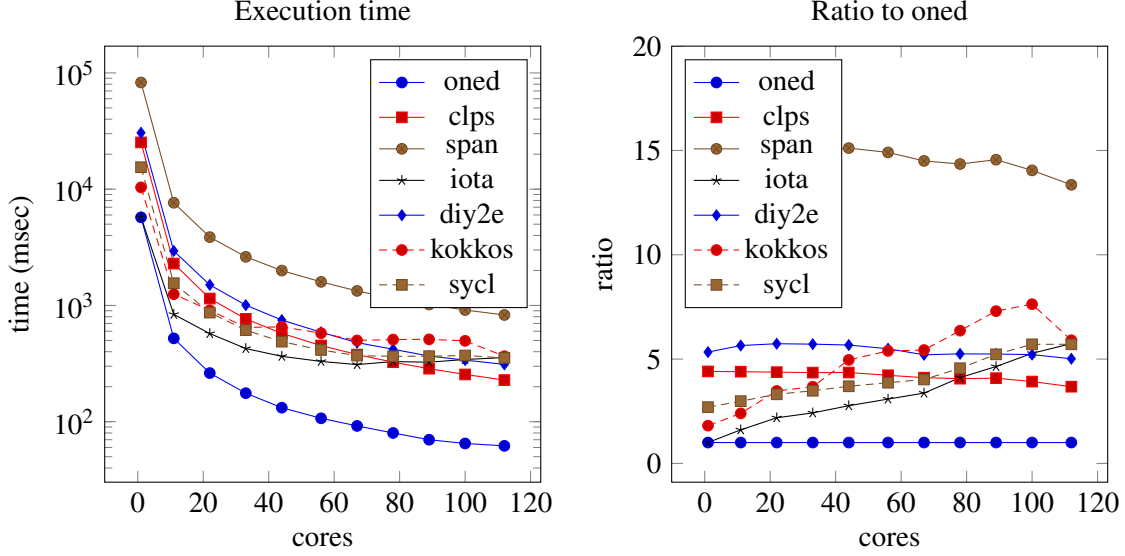 Execution time
10^5
10^4
10^3
10^2
time (msec)
0
20
40
60
80
100
120
cores
oned
clps
span
iota
diy2e
kokkos
sycl
Ratio to oned
20
15
10
5
0
ratio
0
20
40
60
80
100
120
cores
oned
clps
span
iota
diy2e
kokkos
sycl